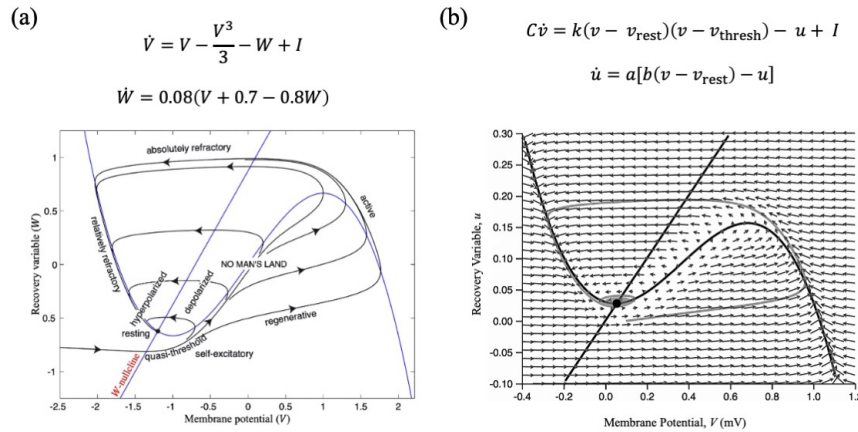 (a)
V̇ = V − V³/3 − W + I
Ẇ = 0.08(V + 0.7 − 0.8W)
absolutely refractory
active
relatively refractory
NO MAN'S LAND
hyperpolarized
depolarized
regenerative
resting
quasi-threshold
self-excitatory
W-nullcline
Recovery variable (W)
1
0.5
0
0.5
-1
-2.5 -2 -1.5 -1 -0.5 0 0.5 1 1.5 2
Membrane potential (V)
(b)
Cv̇ = k(v − v_rest)(v − v_thresh) − u + I
u̇ = a[b(v − v_rest) − u]
Recovery Variable, u
0.30
0.25
0.20
0.15
0.10
0.05
0.00
-0.05
-0.10
-0.4 -0.2 0.0 0.2 0.4 0.6 0.8 1.0 1.2
Membrane Potential, V (mV)